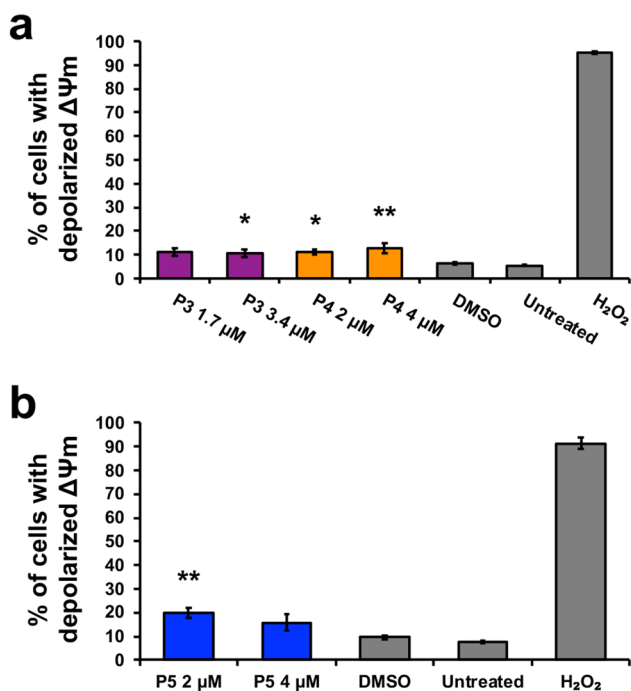 a
% of cells with
depolarized ΔΨm
100
90
80
70
60
50
40
30
20
10
0
*
*
**
P3 1.7 µM
P3 3.4 µM
P4 2 µM
P4 4 µM
DMSO
Untreated
H₂O₂
b
% of cells with
depolarized ΔΨm
100
90
80
70
60
50
40
30
20
10
0
**
P5 2 µM
P5 4 µM
DMSO
Untreated
H₂O₂